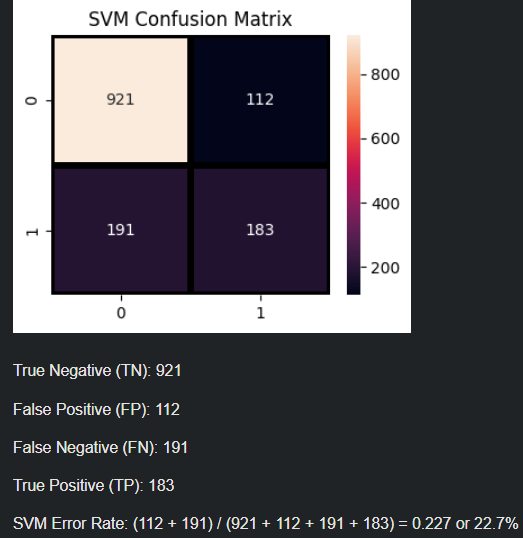 SVM Confusion Matrix
0
921
112
1
191
183
0
1
800
600
400
200
True Negative (TN): 921
False Positive (FP): 112
False Negative (FN): 191
True Positive (TP): 183
SVM Error Rate: (112 + 191) / (921 + 112 + 191 + 183) = 0.227 or 22.7%